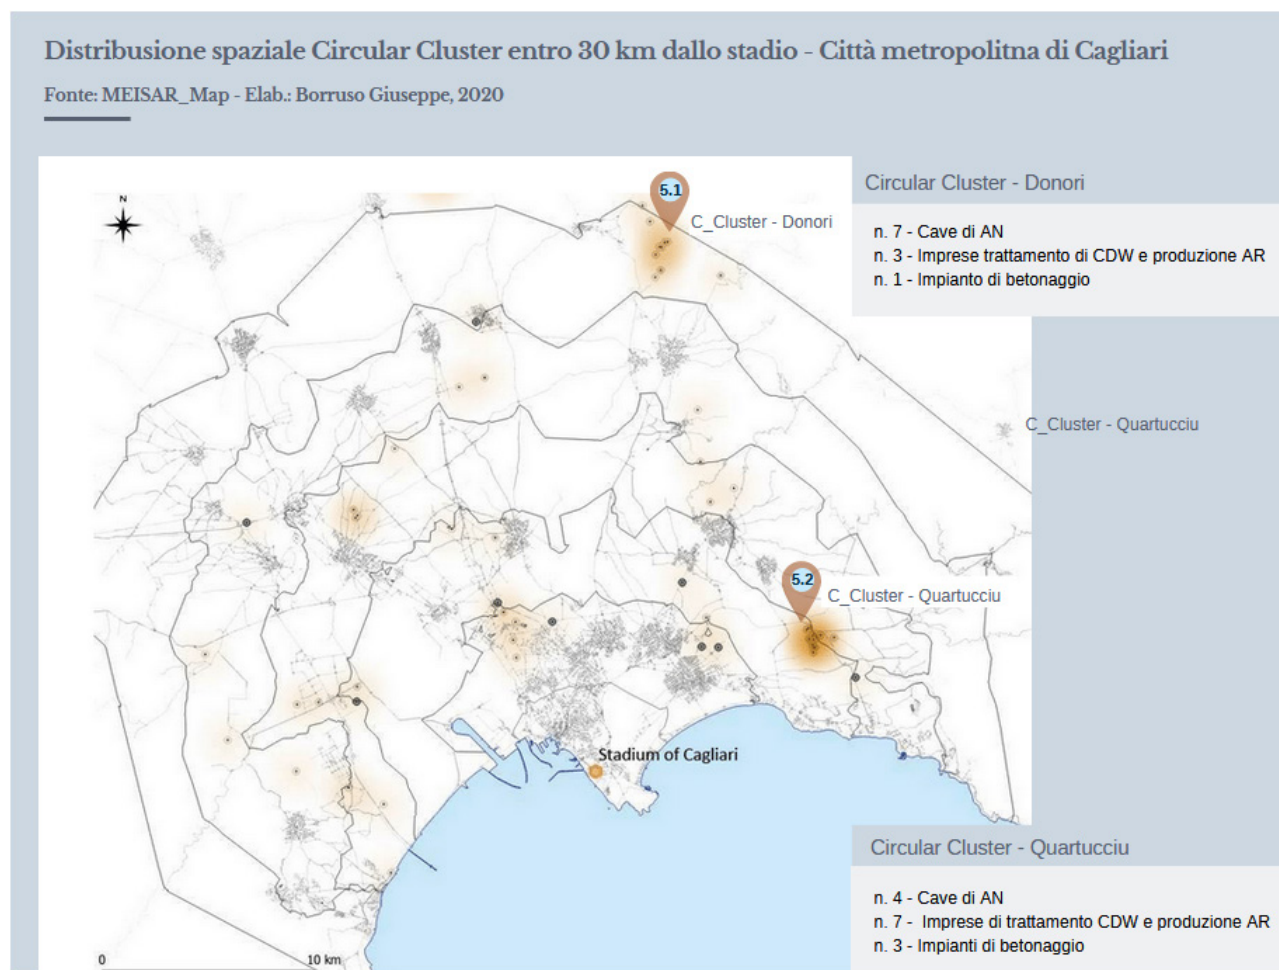 Distribusione spaziale Circular Cluster entro 30 km dallo stadio - Città metropolitna di Cagliari
Fonte: MEISAR_Map - Elab.: Borruso Giuseppe, 2020
N
5.1
C_Cluster - Donori
Circular Cluster - Donori
n. 7 - Cave di AN
n. 3 - Imprese trattamento di CDW e produzione AR
n. 1 - Impianto di betonaggio
C_Cluster - Quartucciu
5.2
C_Cluster - Quartucciu
Stadium of Cagliari
Circular Cluster - Quartucciu
n. 4 - Cave di AN
n. 7 - Imprese di trattamento CDW e produzione AR
n. 3 - Impianti di betonaggio
0 10 km